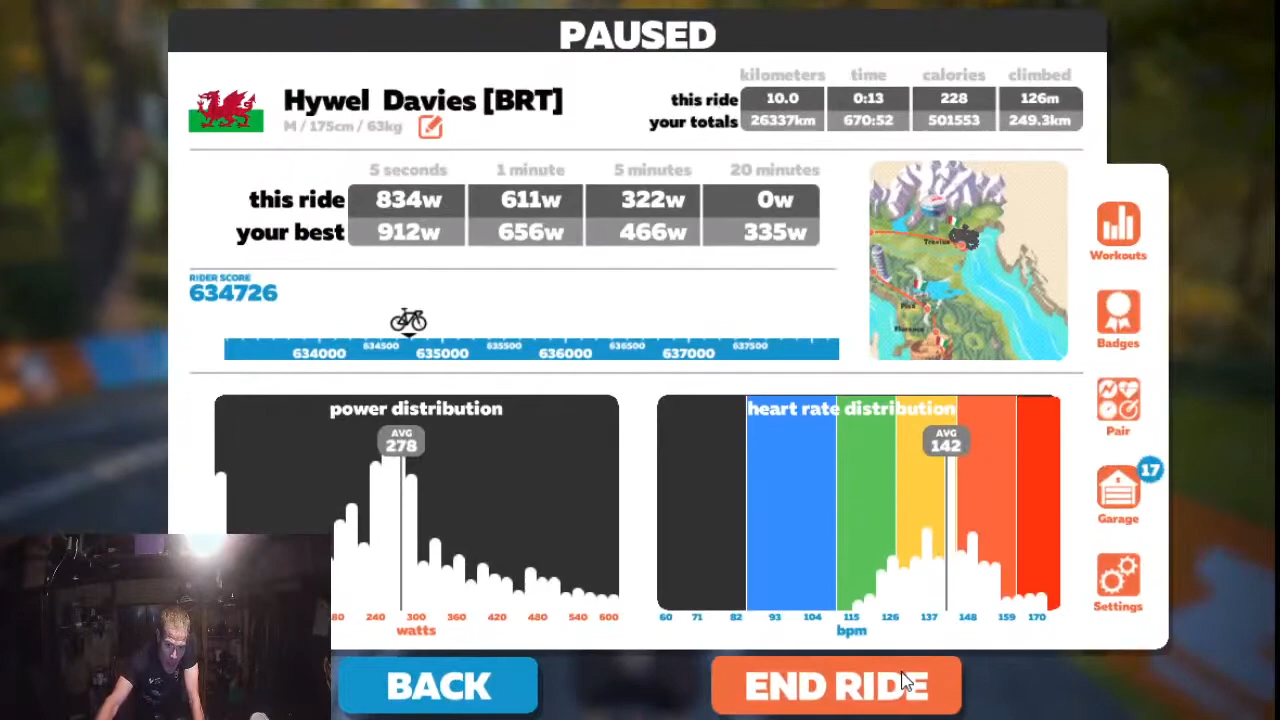 PAUSED
kilometers time calories climbed
Hywel Davies [BRT]
this ride 10.0 0:13 228 126m
M / 175cm / 63kg
your totals 26337km 670:52 501553 249.3km
5 seconds 1 minute 5 minutes 20 minutes
this ride 834w 611w 322w 0w
your best 912w 656w 466w 335w
Treviso
Pisa
Florence
RIDER SCORE
634726
634000 634500 635000 635500 636000 636500 637000 637500
Workouts
Badges
Pair
17
Garage
Settings
power distribution
AVG
278
80 240 300 360 420 480 540 600
watts
heart rate distribution
AVG
142
60 71 82 93 104 115 126 137 148 159 170
bpm
BACK
END RIDE